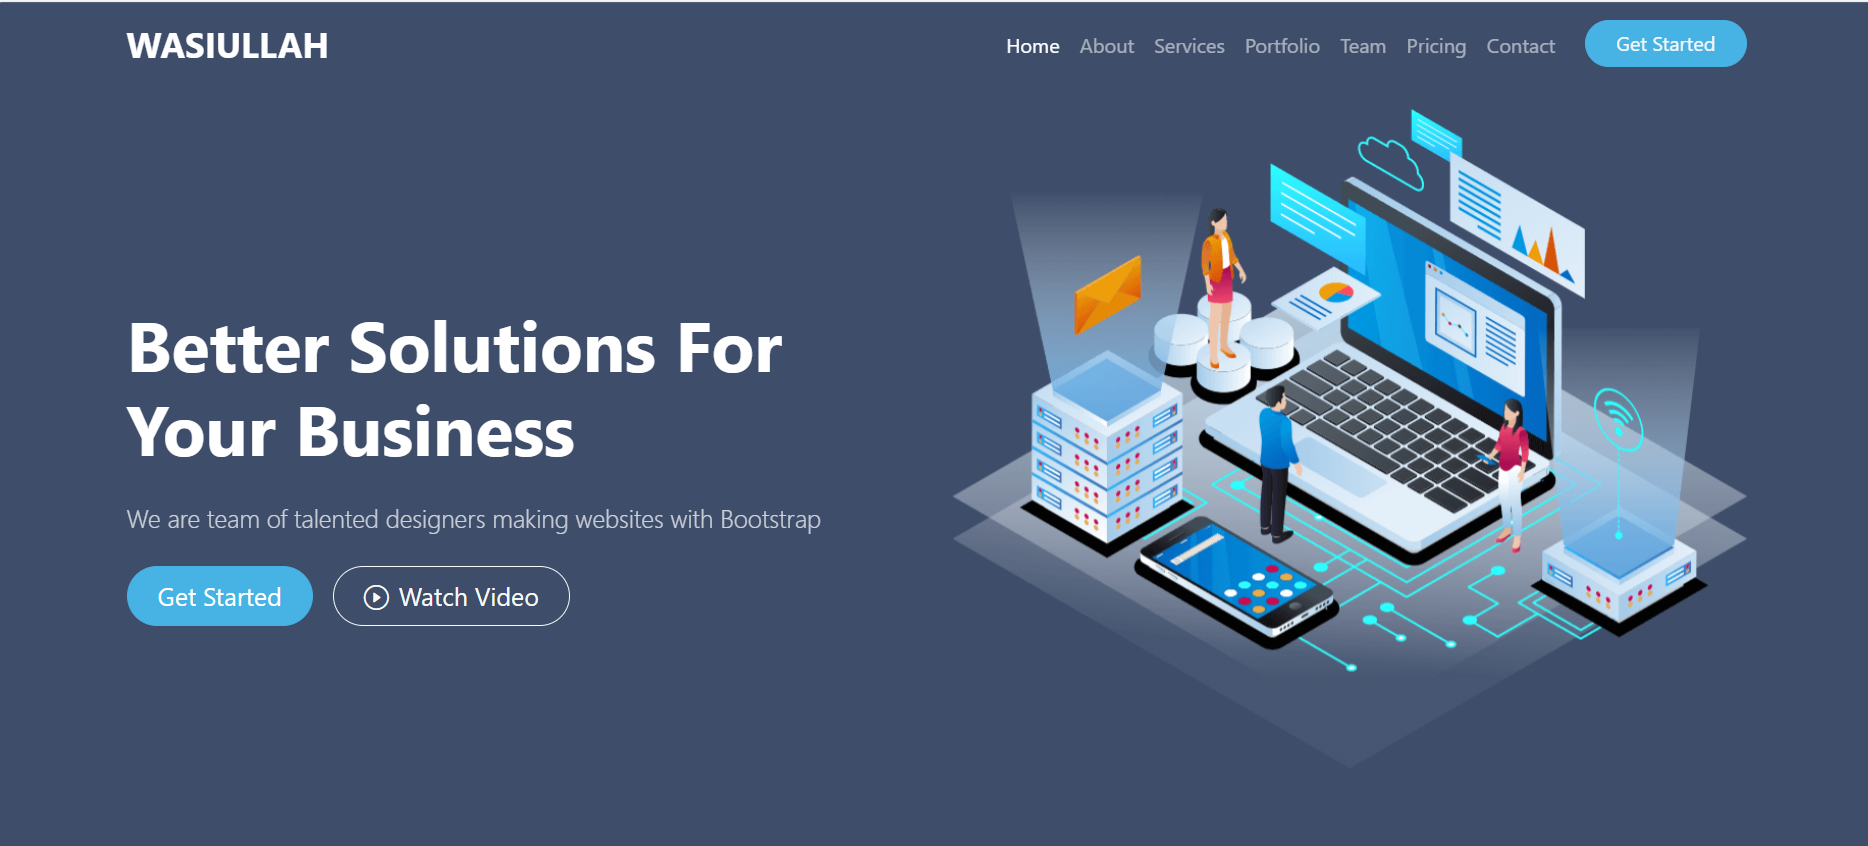 WASIULLAH
Home About Services Portfolio Team Pricing Contact Get Started
Better Solutions For
Your Business
We are team of talented designers making websites with Bootstrap
Get Started Watch Video